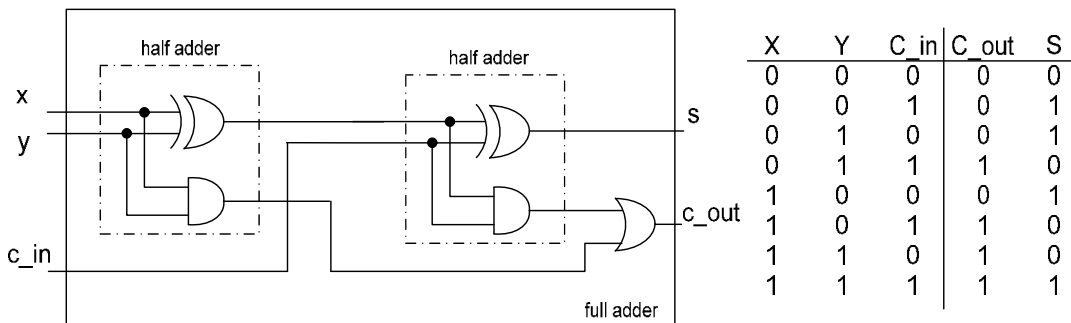 half adder
half adder
x
y
c_in
s
c_out
full adder
X Y C_in C_out S
0 0 0 0 0
0 0 1 0 1
0 1 0 0 1
0 1 1 1 0
1 0 0 0 1
1 0 1 1 0
1 1 0 1 0
1 1 1 1 1